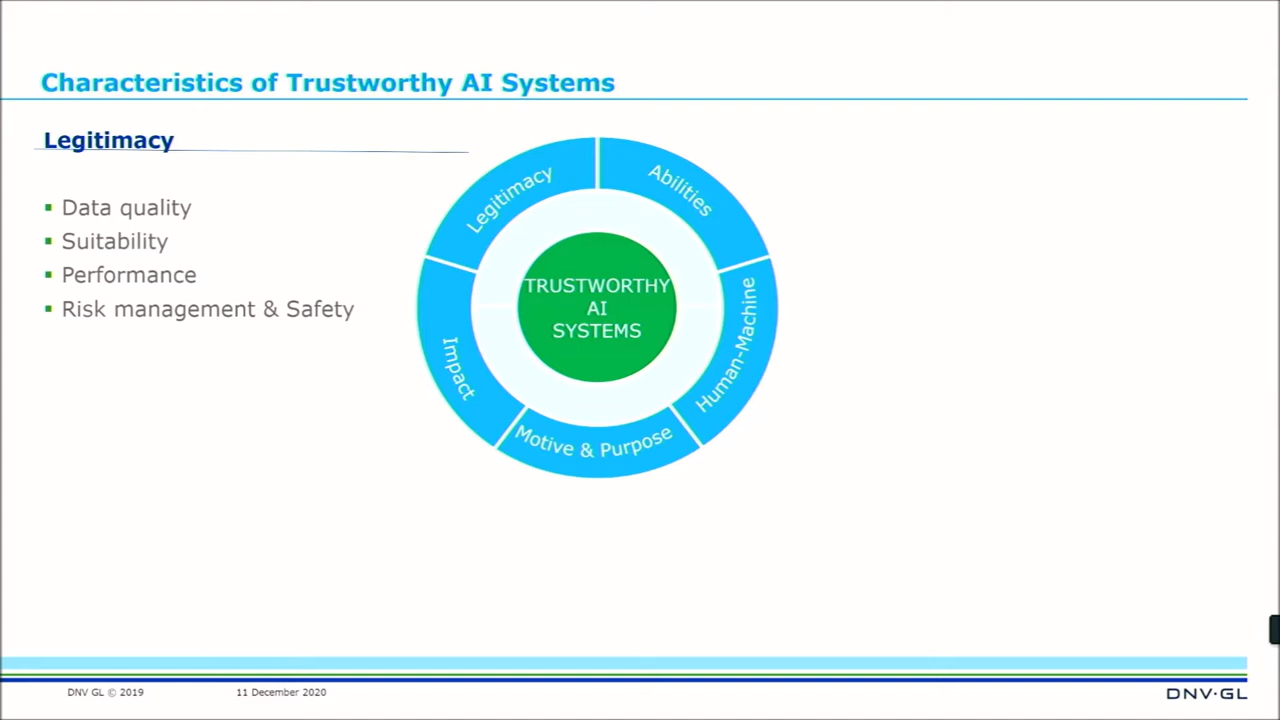 Characteristics of Trustworthy AI Systems
Legitimacy
Data quality
Suitability
Performance
Risk management & Safety
Legitimacy
Abilities
Human-Machine
Motive & Purpose
Impact
TRUSTWORTHY
AI
SYSTEMS
DNV GL © 2019
11 December 2020
DNV·GL